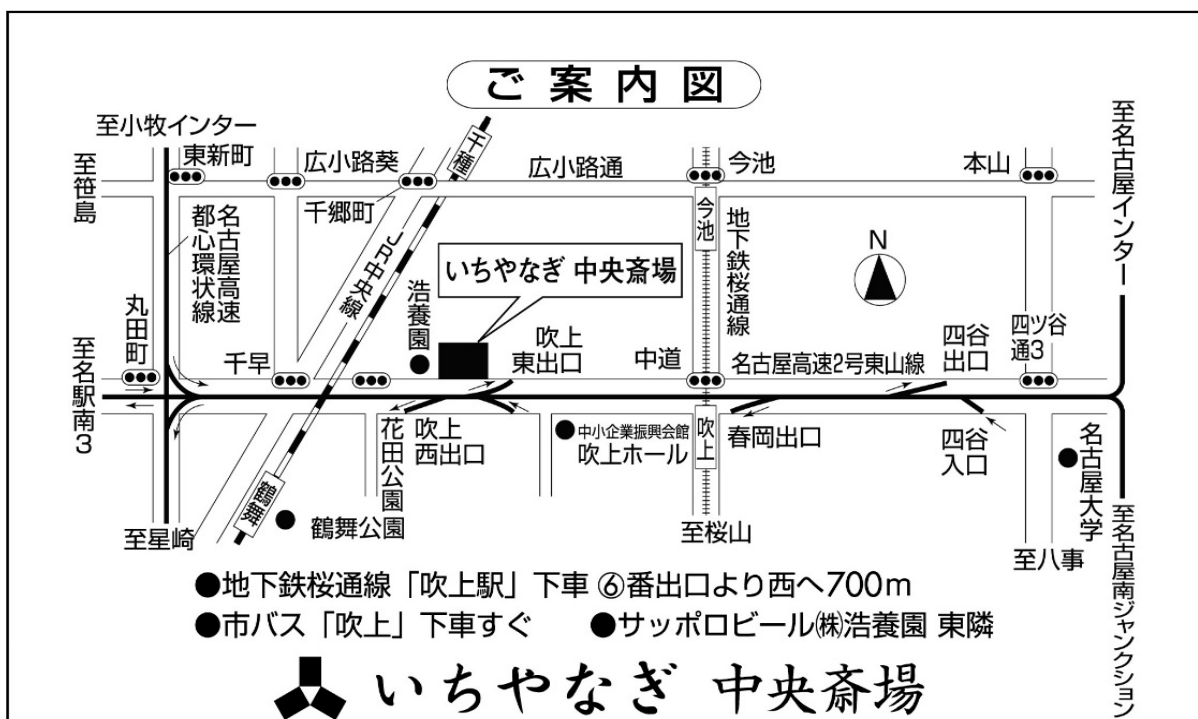 ご案内図
至小牧インター
東新町
広小路葵
千種
広小路通
今池
本山
至名古屋インター
至笹島
千郷町
名古屋高速
都心環状線
JR中央線
今池
地下鉄桜通線
N
いちやなぎ 中央斎場
浩養園
丸田町
千早
吹上
東出口
中道
名古屋高速2号東山線
四谷
出口
四ツ谷
通3
至名駅南3
花田公園
吹上
西出口
中小企業振興会館
吹上ホール
吹上
春岡出口
四谷
入口
名古屋大学
鶴舞
鶴舞公園
至星崎
至桜山
至八事
至名古屋南ジャンクション
●地下鉄桜通線「吹上駅」下車 ⑥番出口より西へ700m
●市バス「吹上」下車すぐ ●サッポロビール㈱浩養園 東隣
いちやなぎ 中央斎場